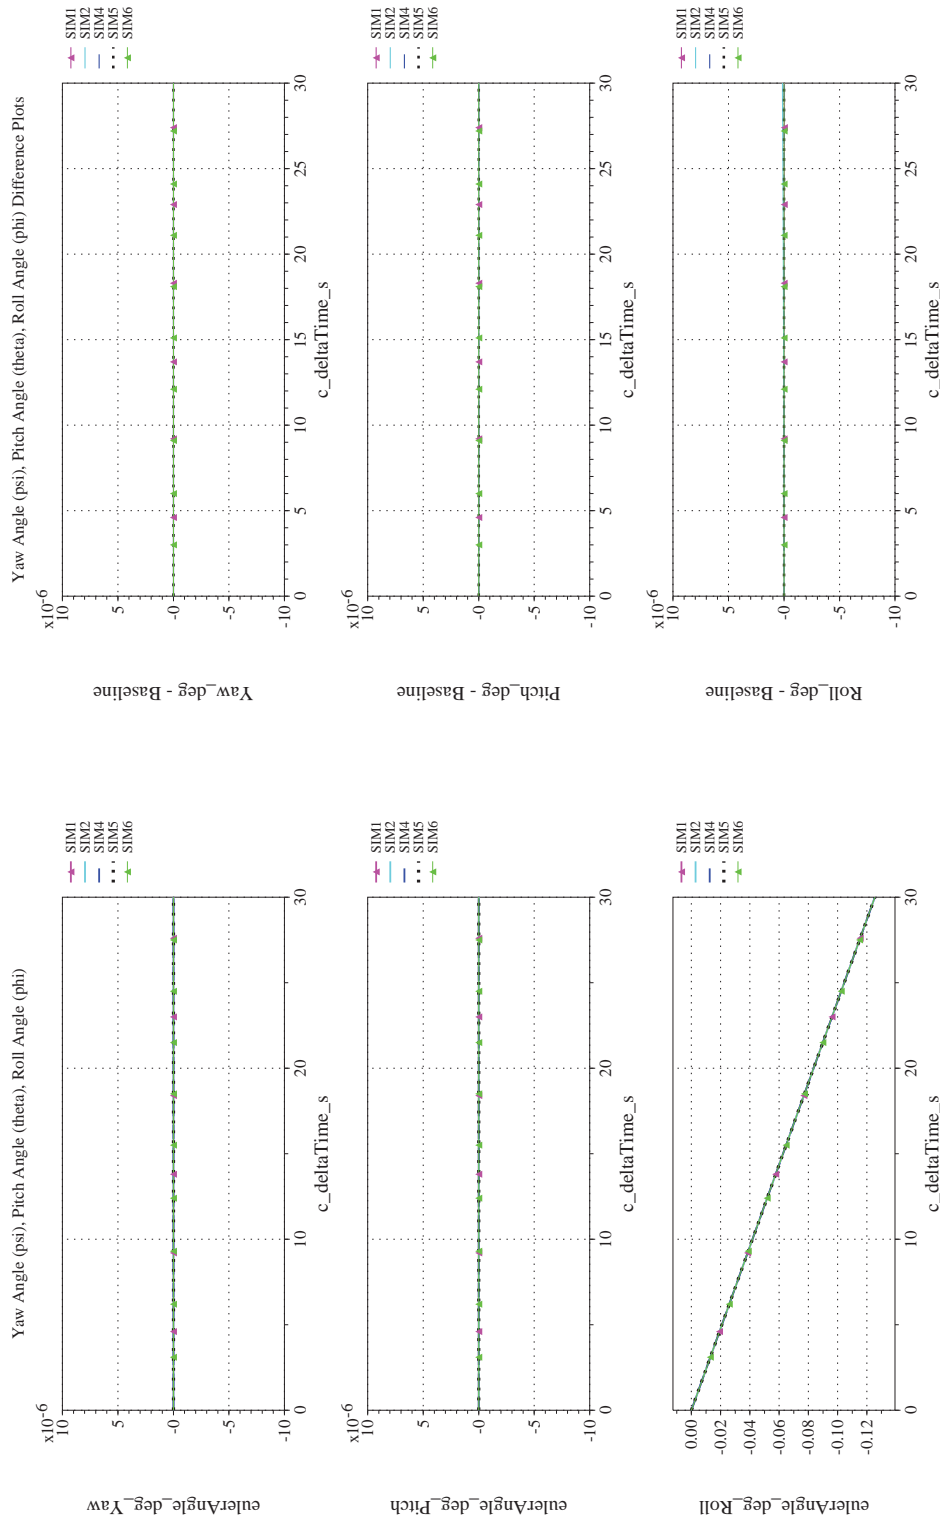 Yaw Angle (psi), Pitch Angle (theta), Roll Angle (phi)
eulerAngle_deg_Yaw
x10-6
10
5
-0
-5
-10
0
10
20
30
c_deltaTime_s
SIM1
SIM2
SIM4
SIM5
SIM6
eulerAngle_deg_Pitch
x10-6
10
5
-0
-5
-10
0
10
20
30
c_deltaTime_s
SIM1
SIM2
SIM4
SIM5
SIM6
eulerAngle_deg_Roll
0.00
-0.02
-0.04
-0.06
-0.08
-0.10
-0.12
0
10
20
30
c_deltaTime_s
SIM1
SIM2
SIM4
SIM5
SIM6
Yaw Angle (psi), Pitch Angle (theta), Roll Angle (phi) Difference Plots
Yaw_deg - Baseline
x10-6
10
5
-0
-5
-10
0
5
10
15
20
25
30
c_deltaTime_s
SIM1
SIM2
SIM4
SIM5
SIM6
Pitch_deg - Baseline
x10-6
10
5
-0
-5
-10
0
5
10
15
20
25
30
c_deltaTime_s
SIM1
SIM2
SIM4
SIM5
SIM6
Roll_deg - Baseline
x10-6
10
5
-0
-5
-10
0
5
10
15
20
25
30
c_deltaTime_s
SIM1
SIM2
SIM4
SIM5
SIM6